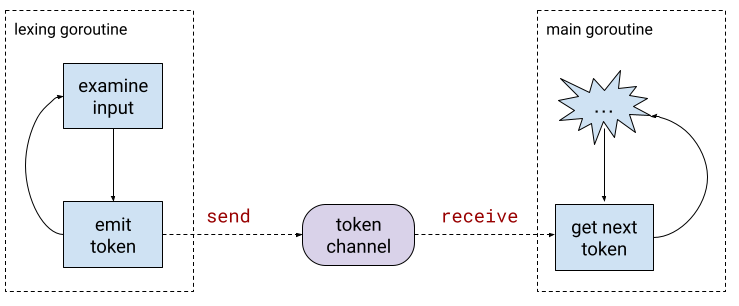 lexing goroutine
examine
input
emit
token
send
token
channel
receive
main goroutine
...
get next
token